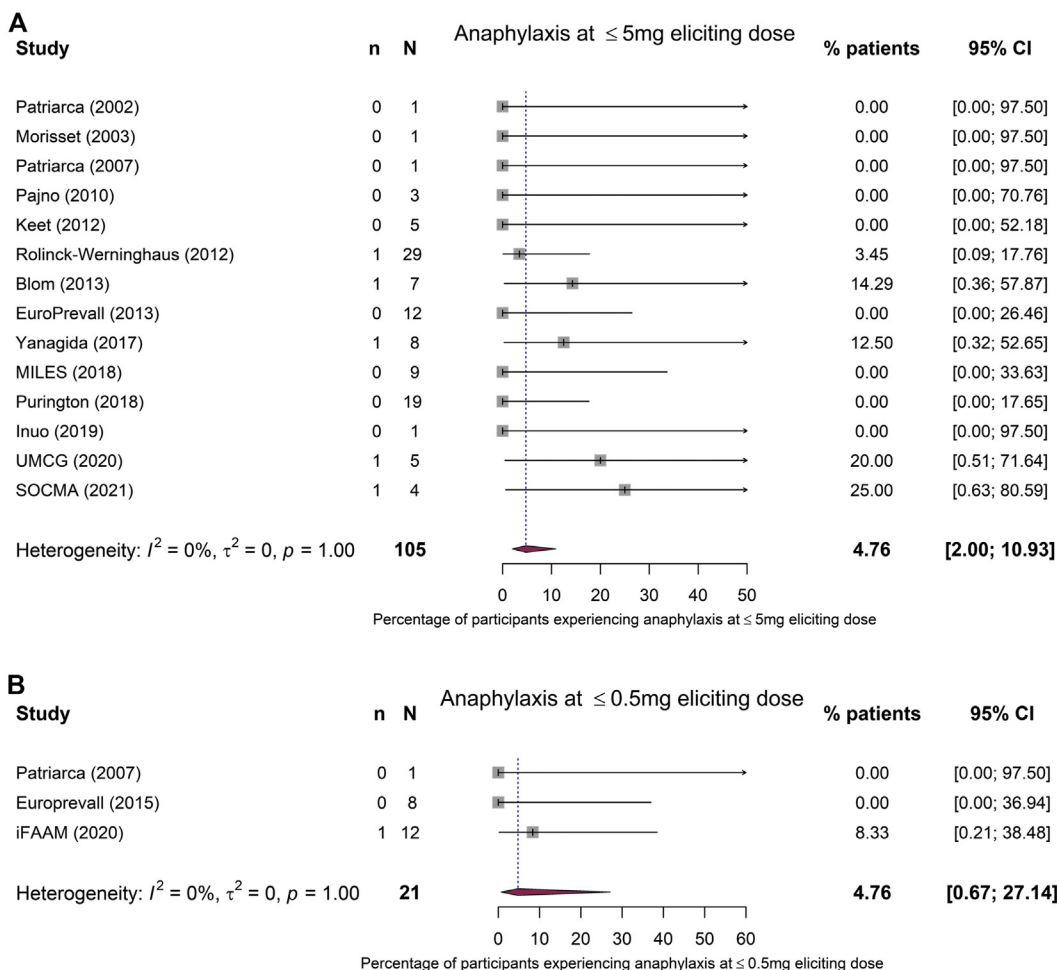 A
Anaphylaxis at ≤ 5mg eliciting dose
Study n N % patients 95% CI
Patriarca (2002) 0 1 0.00 [0.00; 97.50]
Morisset (2003) 0 1 0.00 [0.00; 97.50]
Patriarca (2007) 0 1 0.00 [0.00; 97.50]
Pajno (2010) 0 3 0.00 [0.00; 70.76]
Keet (2012) 0 5 0.00 [0.00; 52.18]
Rolinck-Werninghaus (2012) 1 29 3.45 [0.09; 17.76]
Blom (2013) 1 7 14.29 [0.36; 57.87]
EuroPrevall (2013) 0 12 0.00 [0.00; 26.46]
Yanagida (2017) 1 8 12.50 [0.32; 52.65]
MILES (2018) 0 9 0.00 [0.00; 33.63]
Purington (2018) 0 19 0.00 [0.00; 17.65]
Inuo (2019) 0 1 0.00 [0.00; 97.50]
UMCG (2020) 1 5 20.00 [0.51; 71.64]
SOCMA (2021) 1 4 25.00 [0.63; 80.59]
Heterogeneity: I² = 0%, τ² = 0, p = 1.00 105 4.76 [2.00; 10.93]
0 10 20 30 40 50
Percentage of participants experiencing anaphylaxis at ≤ 5mg eliciting dose
B
Anaphylaxis at ≤ 0.5mg eliciting dose
Study n N % patients 95% CI
Patriarca (2007) 0 1 0.00 [0.00; 97.50]
Europrevall (2015) 0 8 0.00 [0.00; 36.94]
iFAAM (2020) 1 12 8.33 [0.21; 38.48]
Heterogeneity: I² = 0%, τ² = 0, p = 1.00 21 4.76 [0.67; 27.14]
0 10 20 30 40 50 60
Percentage of participants experiencing anaphylaxis at ≤ 0.5mg eliciting dose